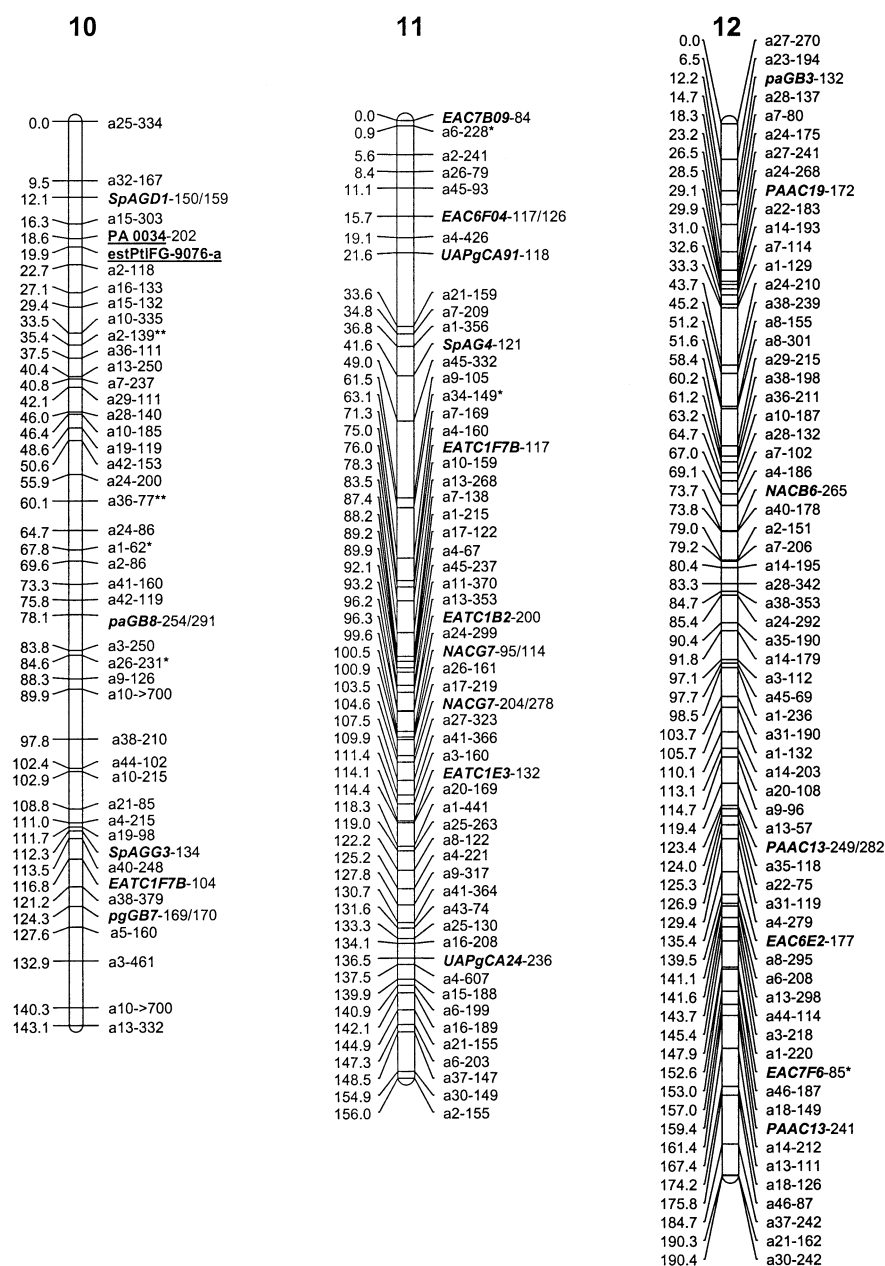 10
0.0 a25-334
9.5 a32-167
12.1 SpAGD1-150/159
16.3 a15-303
18.6 PA 0034-202
19.9 estPtIFG-9076-a
22.7 a2-118
27.1 a16-133
29.4 a15-132
33.5 a10-335
35.4 a2-139**
37.5 a36-111
40.4 a13-250
40.8 a7-237
42.1 a29-111
46.0 a28-140
46.4 a10-185
48.6 a19-119
50.6 a42-153
55.9 a24-200
60.1 a36-77**
64.7 a24-86
67.8 a1-62*
69.6 a2-86
73.3 a41-160
75.8 a42-119
78.1 paGB8-254/291
83.8 a3-250
84.6 a26-231*
88.3 a9-126
89.9 a10->700
97.8 a38-210
102.4 a44-102
102.9 a10-215
108.8 a21-85
111.0 a4-215
111.7 a19-98
112.3 SpAGG3-134
113.5 a40-248
116.8 EATC1F7B-104
121.2 a38-379
124.3 pgGB7-169/170
127.6 a5-160
132.9 a3-461
140.3 a10->700
143.1 a13-332
11
0.0 EAC7B09-84
0.9 a6-228*
5.6 a2-241
8.4 a26-79
11.1 a45-93
15.7 EAC6F04-117/126
19.1 a4-426
21.6 UAPgCA91-118
33.6 a21-159
34.8 a7-209
36.8 a1-356
41.6 SpAG4-121
49.0 a45-332
61.5 a9-105
63.1 a34-149*
71.3 a7-169
75.0 a4-160
76.0 EATC1F7B-117
78.3 a10-159
83.5 a13-268
87.4 a7-138
88.2 a1-215
89.2 a17-122
89.9 a4-67
92.1 a45-237
93.2 a11-370
96.2 a13-353
96.3 EATC1B2-200
99.6 a24-299
100.5 NACG7-95/114
100.9 a26-161
103.5 a17-219
104.6 NACG7-204/278
107.5 a27-323
109.9 a41-366
111.4 a3-160
114.1 EATC1E3-132
114.4 a20-169
118.3 a1-441
119.0 a25-263
122.2 a8-122
125.2 a4-221
127.8 a9-317
130.7 a41-364
131.6 a43-74
133.3 a25-130
134.1 a16-208
136.5 UAPgCA24-236
137.5 a4-607
139.9 a15-188
140.9 a6-199
142.1 a16-189
144.9 a21-155
147.3 a6-203
148.5 a37-147
154.9 a30-149
156.0 a2-155
12
0.0 a27-270
6.5 a23-194
12.2 paGB3-132
14.7 a28-137
18.3 a7-80
23.2 a24-175
26.5 a27-241
28.5 a24-268
29.1 PAAC19-172
29.9 a22-183
31.0 a14-193
32.6 a7-114
33.3 a1-129
43.7 a24-210
45.2 a38-239
51.2 a8-155
51.6 a8-301
58.4 a29-215
60.2 a38-198
61.2 a36-211
63.2 a10-187
64.7 a28-132
67.0 a7-102
69.1 a4-186
73.7 NACB6-265
73.8 a40-178
79.0 a2-151
79.2 a7-206
80.4 a14-195
83.3 a28-342
84.7 a38-353
85.4 a24-292
90.4 a35-190
91.8 a14-179
97.1 a3-112
97.7 a45-69
98.5 a1-236
103.7 a31-190
105.7 a1-132
110.1 a14-203
113.1 a20-108
114.7 a9-96
119.4 a13-57
123.4 PAAC13-249/282
124.0 a35-118
125.3 a22-75
126.9 a31-119
129.4 a4-279
135.4 EAC6E2-177
139.5 a8-295
141.1 a6-208
141.6 a13-298
143.7 a44-114
145.4 a3-218
147.9 a1-220
152.6 EAC7F6-85*
153.0 a46-187
157.0 a18-149
159.4 PAAC13-241
161.4 a14-212
167.4 a13-111
174.2 a18-126
175.8 a46-87
184.7 a37-242
190.3 a21-162
190.4 a30-242